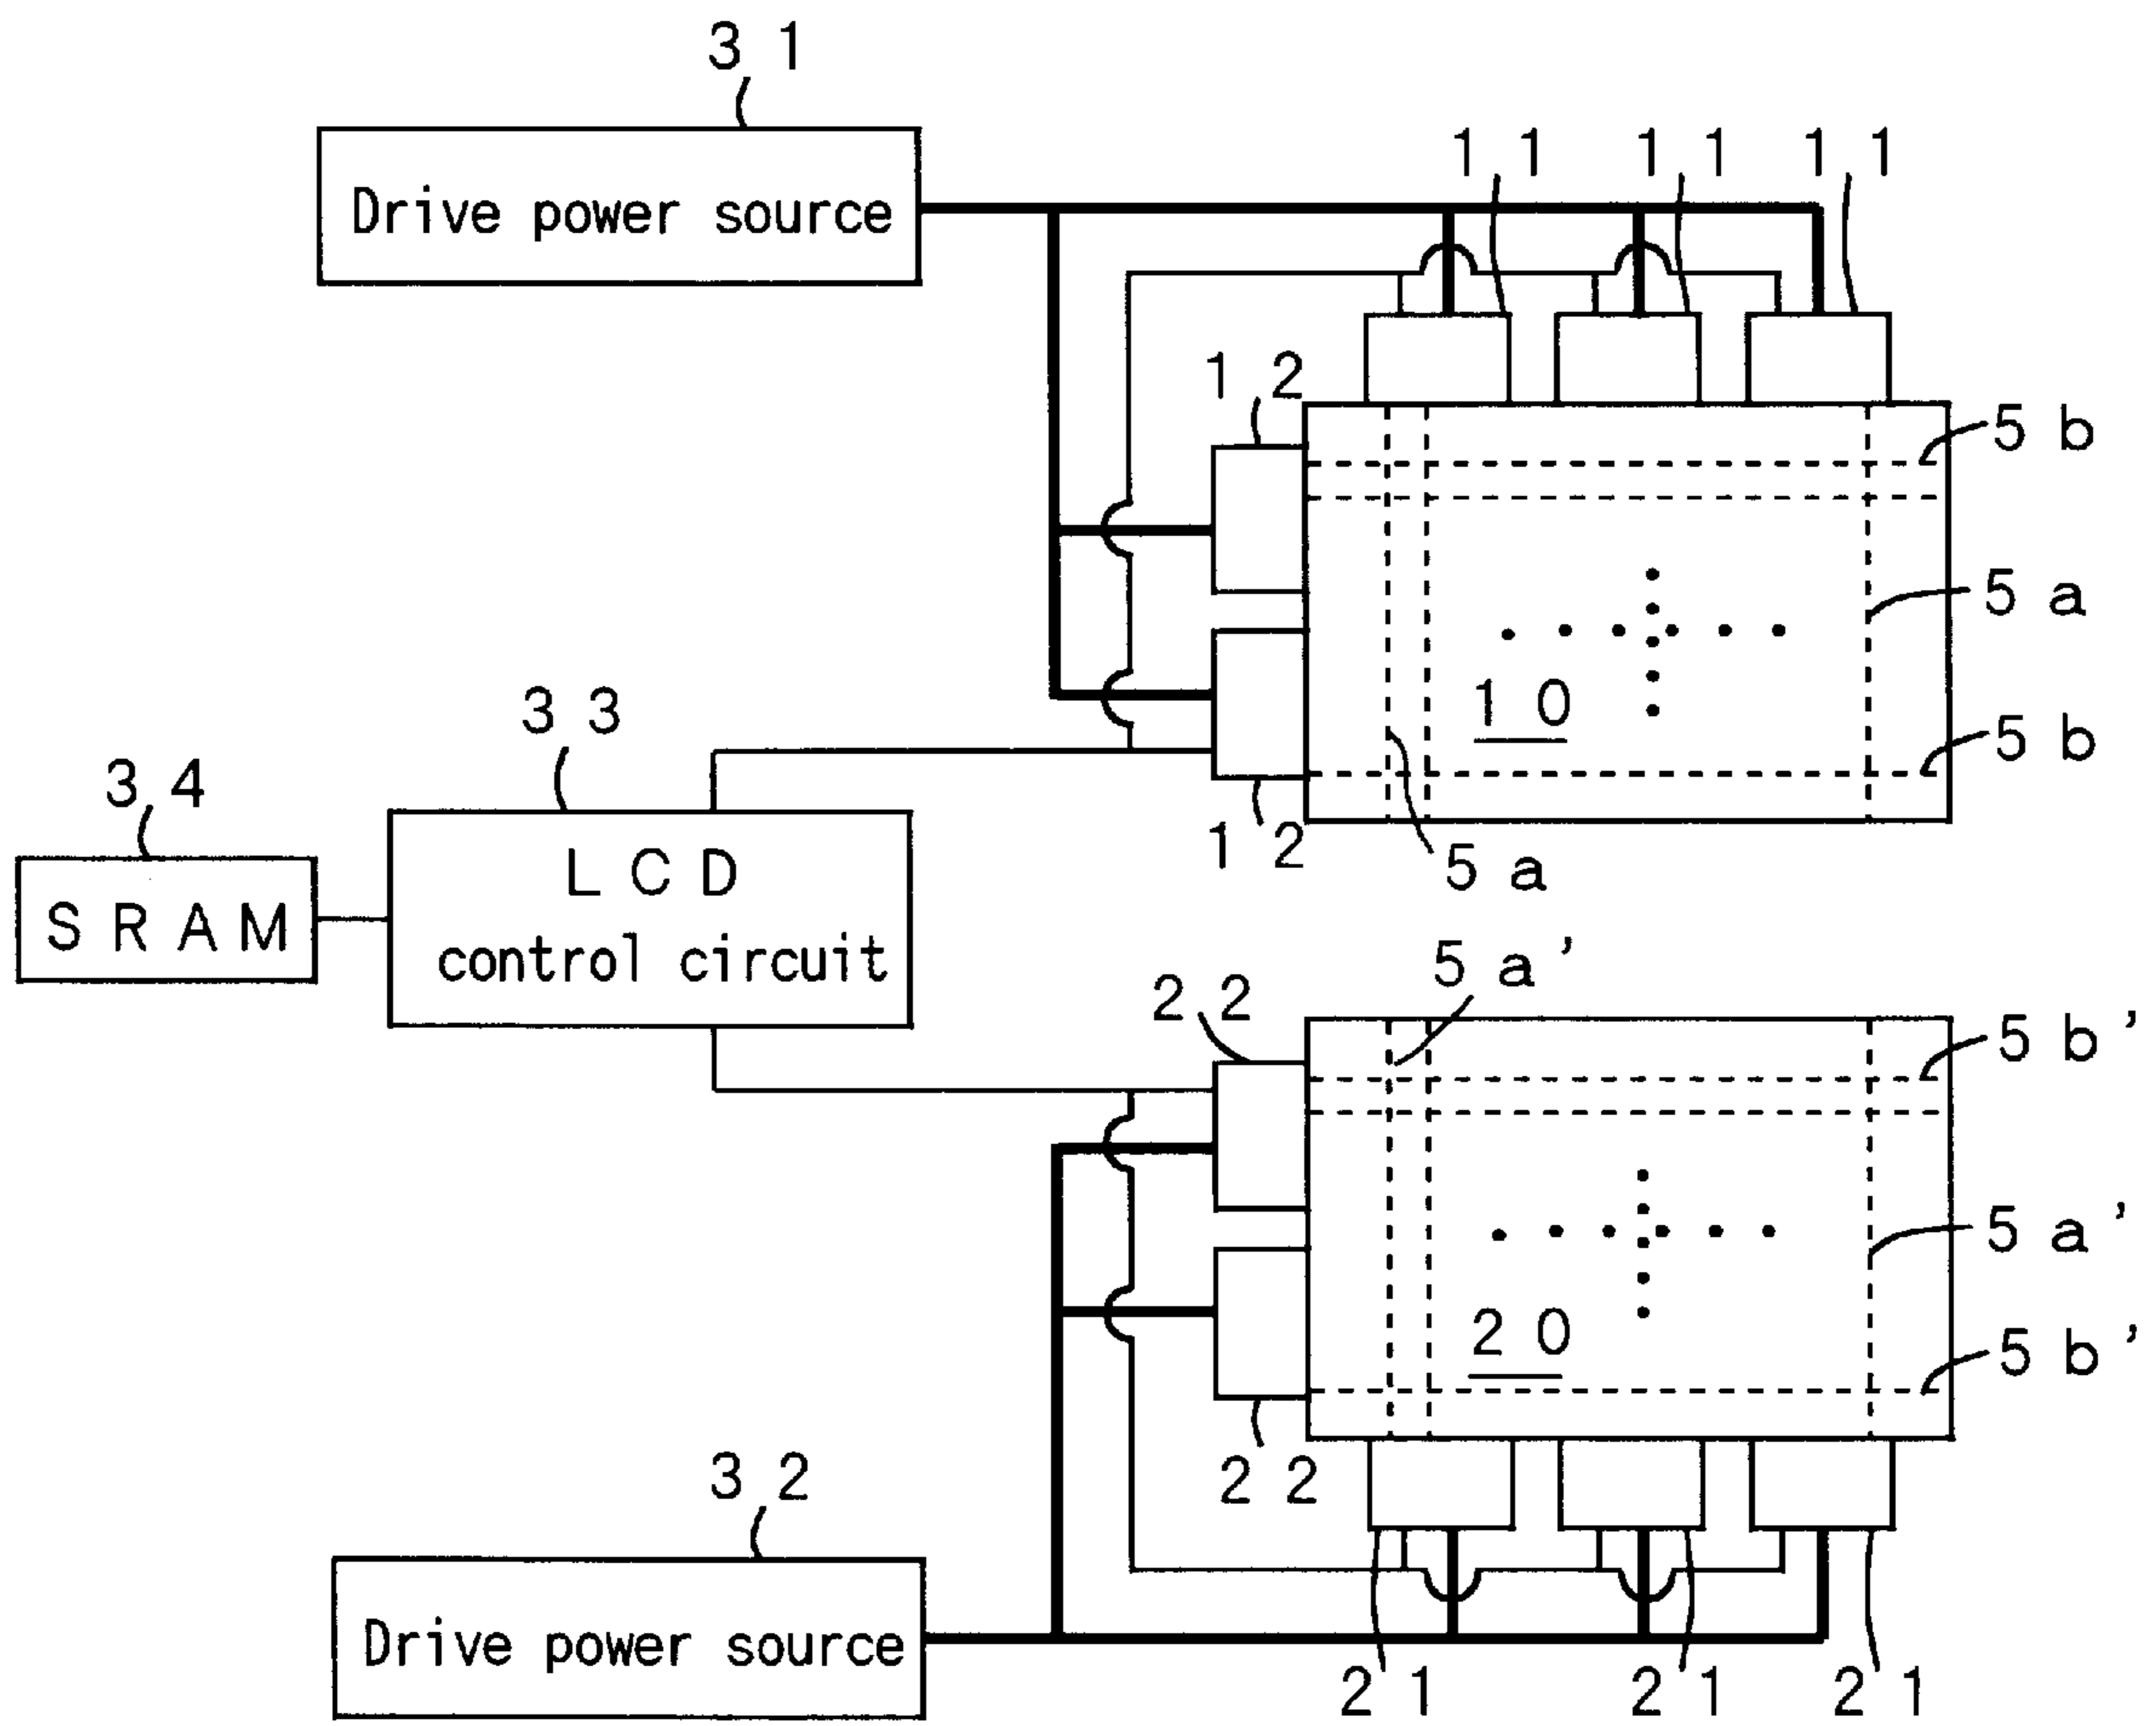 31
Drive power source
11 11 11
12
5b
5a
10
33
5b
34
12
5a
LCD
control circuit
SRAM
5a'
22
5b'
5a'
20
5b'
22
32
Drive power source
21 21 21